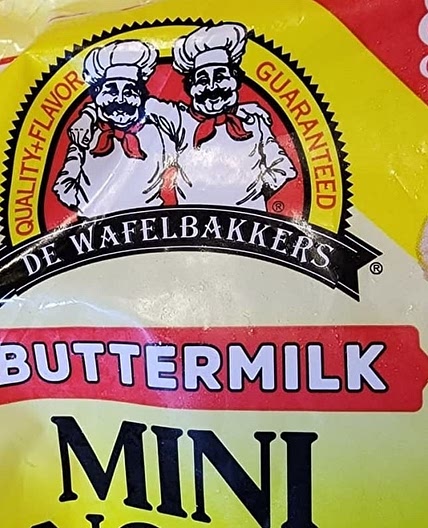 QUALITY+FLAVOR GUARANTEED
®
DE WAFELBAKKERS ®
BUTTERMILK
MINI